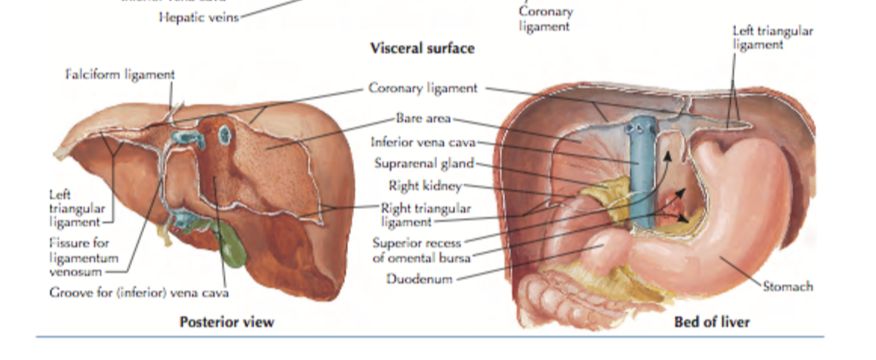 Hepatic veins
Coronary
ligament
Left triangular
ligament
Visceral surface
Falciform ligament
Coronary ligament
Bare area
Inferior vena cava
Suprarenal gland
Right kidney
Right triangular
ligament
Superior recess
of omental bursa
Duodenum
Left
triangular
ligament
Fissure for
ligamentum
venosum
Groove for (inferior) vena cava
Stomach
Posterior view
Bed of liver